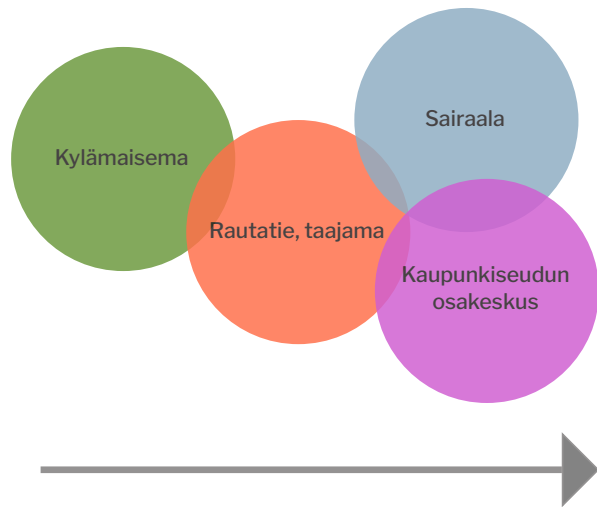 Kylämaisema
Rautatie, taajama
Sairaala
Kaupunkiseudun
osakeskus